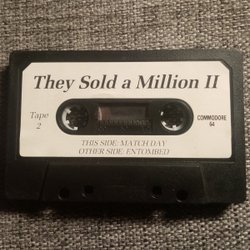 They Sold a Million II
Tape
2
COMMODORE
64
THIS SIDE: MATCH DAY
OTHER SIDE: ENTOMBED